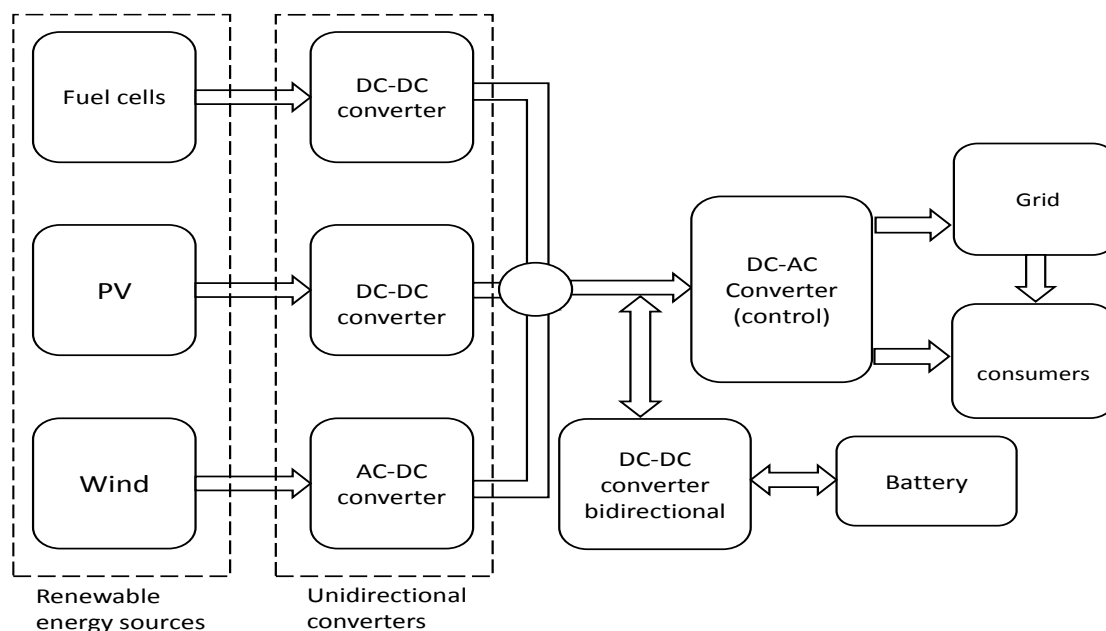 Fuel cells
DC-DC
converter
PV
DC-DC
converter
Wind
AC-DC
converter
Renewable
energy sources
Unidirectional
converters
DC-AC
Converter
(control)
Grid
consumers
DC-DC
converter
bidirectional
Battery